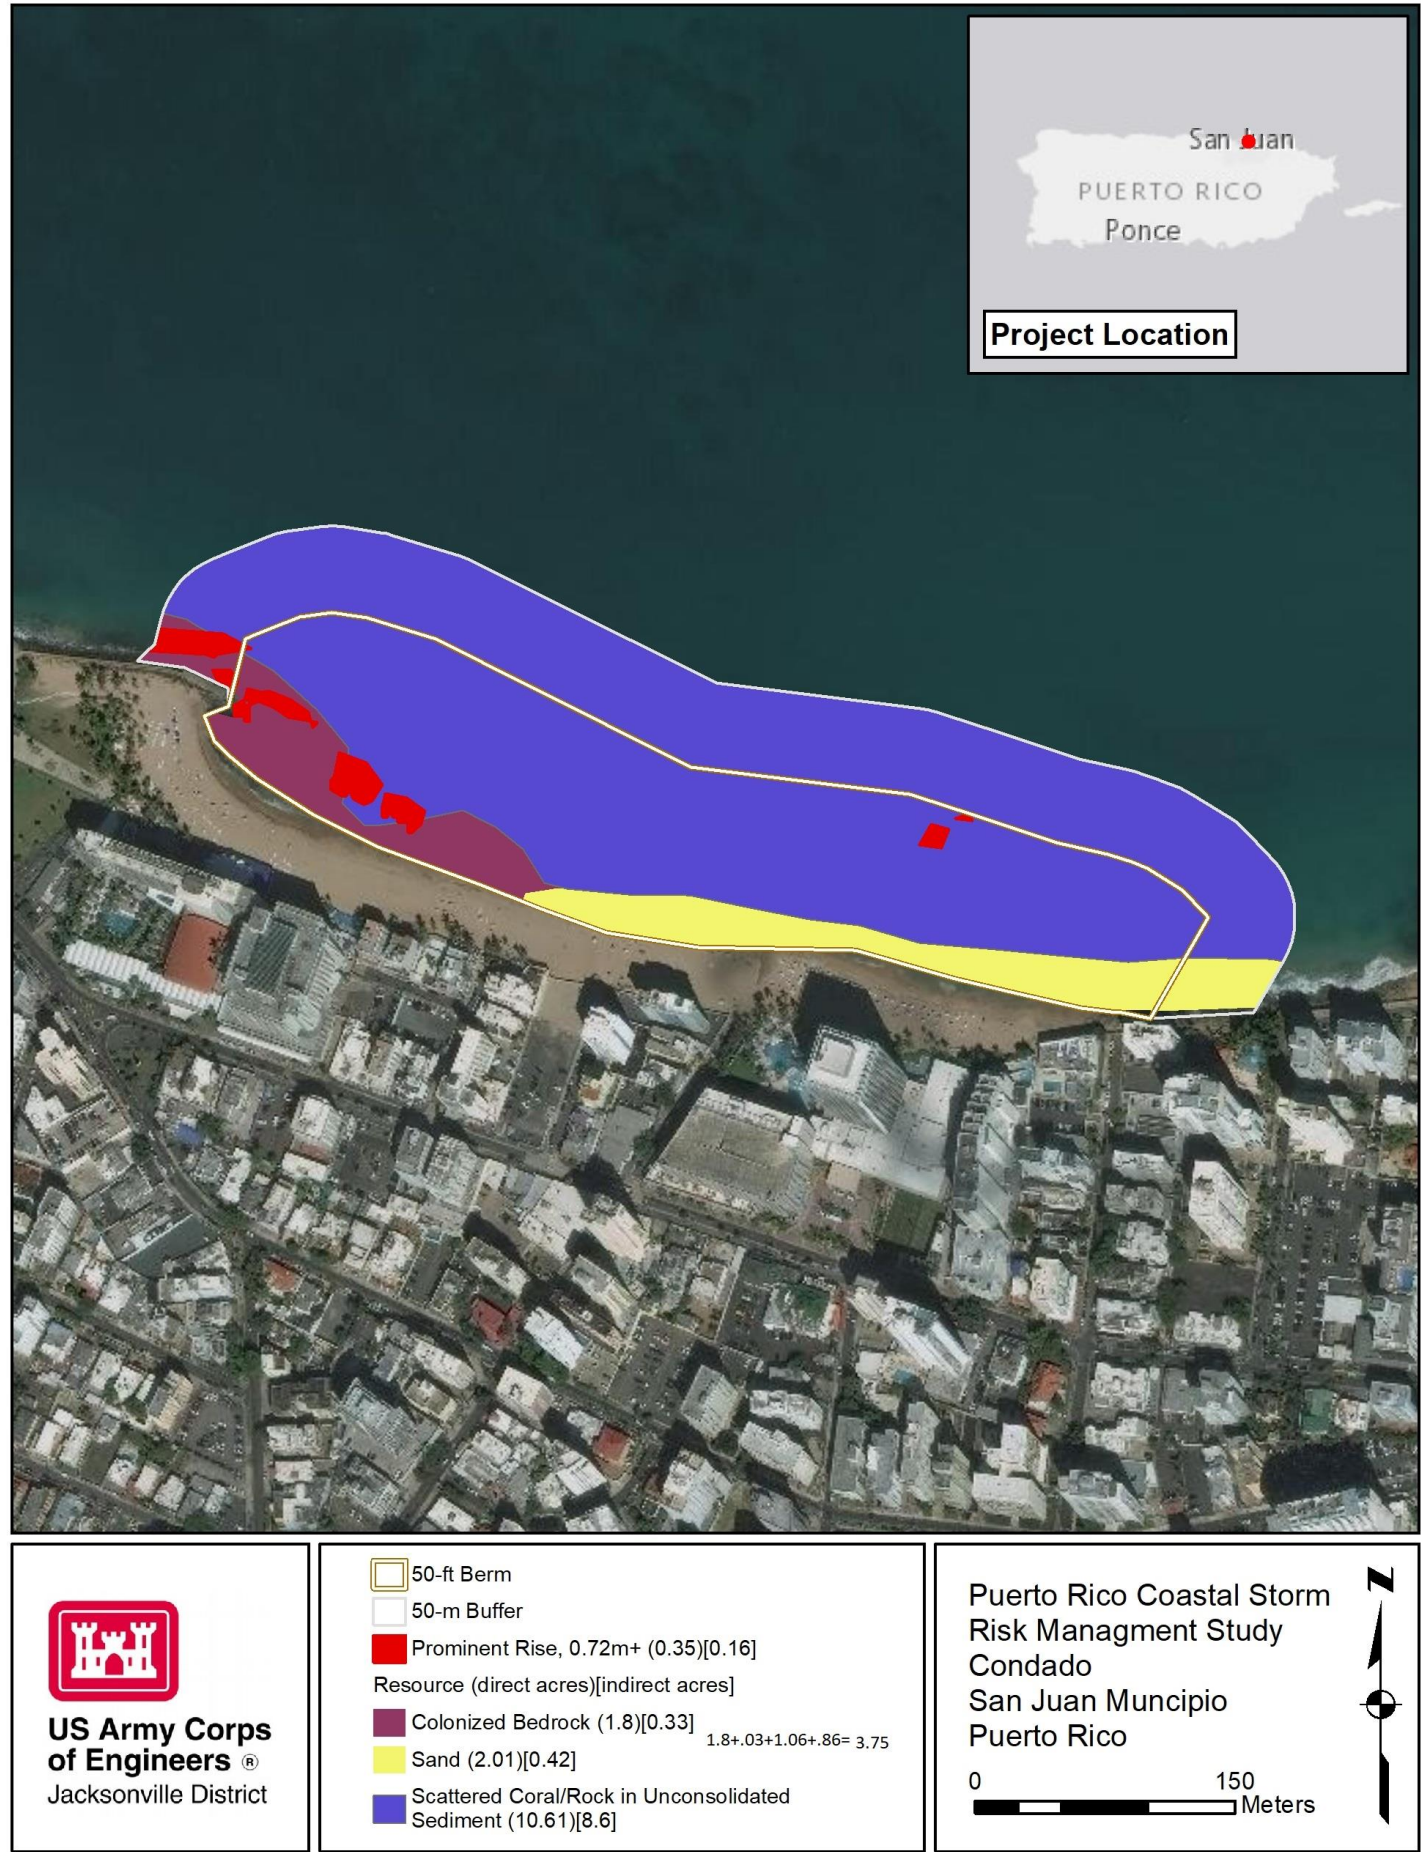 San Juan
PUERTO RICO
Ponce
Project Location
US Army Corps
of Engineers ®
Jacksonville District
50-ft Berm
50-m Buffer
Prominent Rise, 0.72m+ (0.35)[0.16]
Resource (direct acres)[indirect acres]
Colonized Bedrock (1.8)[0.33]
1.8+.03+1.06+.86= 3.75
Sand (2.01)[0.42]
Scattered Coral/Rock in Unconsolidated
Sediment (10.61)[8.6]
Puerto Rico Coastal Storm
Risk Managment Study
Condado
San Juan Muncipio
Puerto Rico
0 150
Meters
N